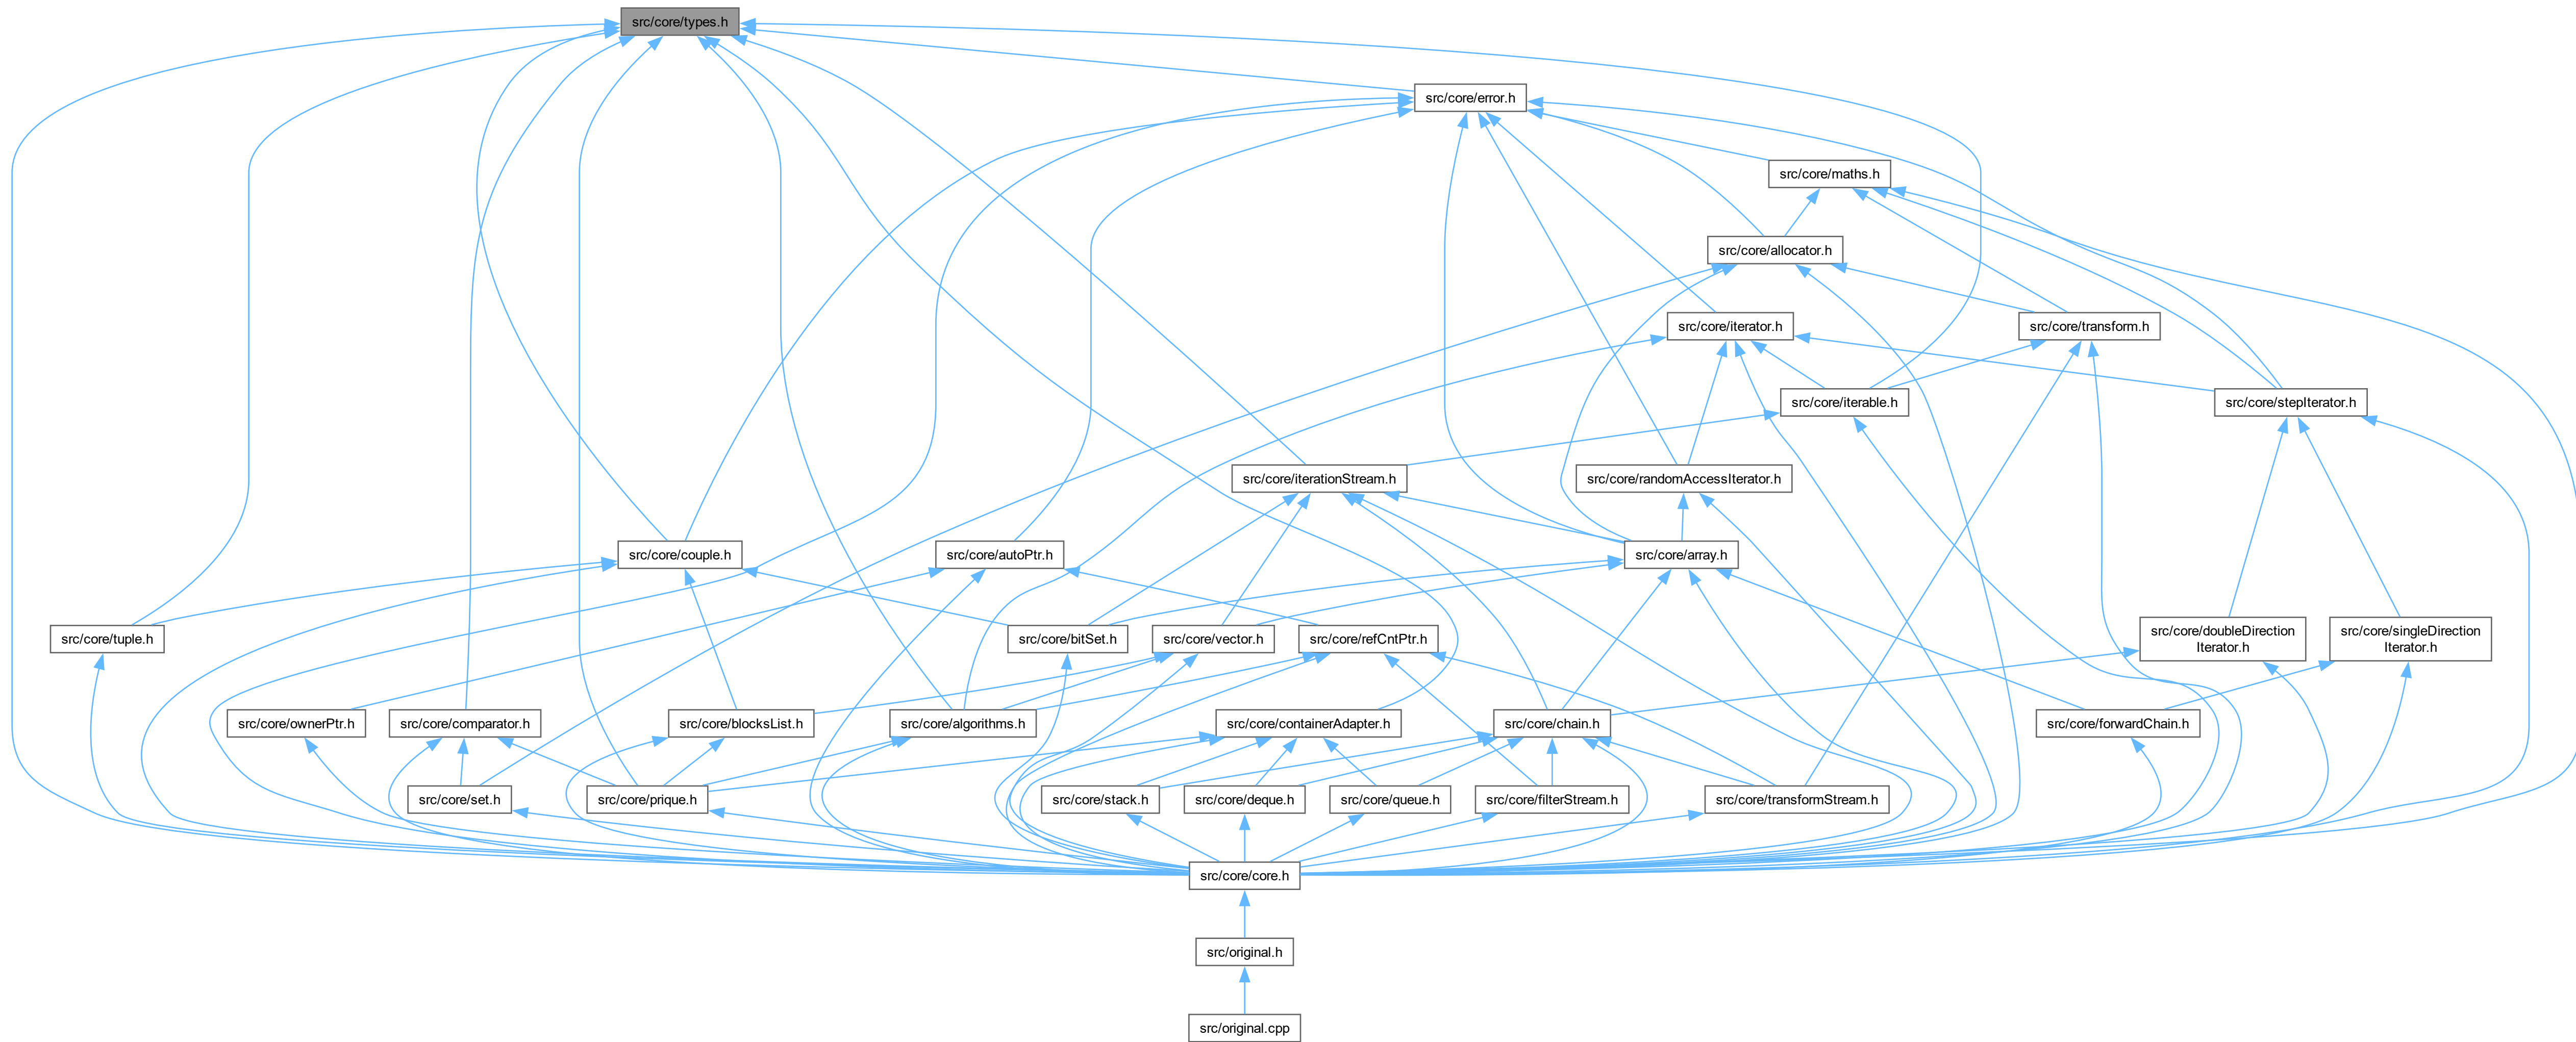 src/core/types.h
src/core/error.h
src/core/maths.h
src/core/allocator.h
src/core/iterator.h
src/core/transform.h
src/core/iterable.h
src/core/stepIterator.h
src/core/iterationStream.h
src/core/randomAccessIterator.h
src/core/couple.h
src/core/autoPtr.h
src/core/array.h
src/core/tuple.h
src/core/bitSet.h
src/core/vector.h
src/core/refCntPtr.h
src/core/doubleDirection
Iterator.h
src/core/singleDirection
Iterator.h
src/core/ownerPtr.h
src/core/comparator.h
src/core/blocksList.h
src/core/algorithms.h
src/core/containerAdapter.h
src/core/chain.h
src/core/forwardChain.h
src/core/set.h
src/core/prique.h
src/core/stack.h
src/core/deque.h
src/core/queue.h
src/core/filterStream.h
src/core/transformStream.h
src/core/core.h
src/original.h
src/original.cpp